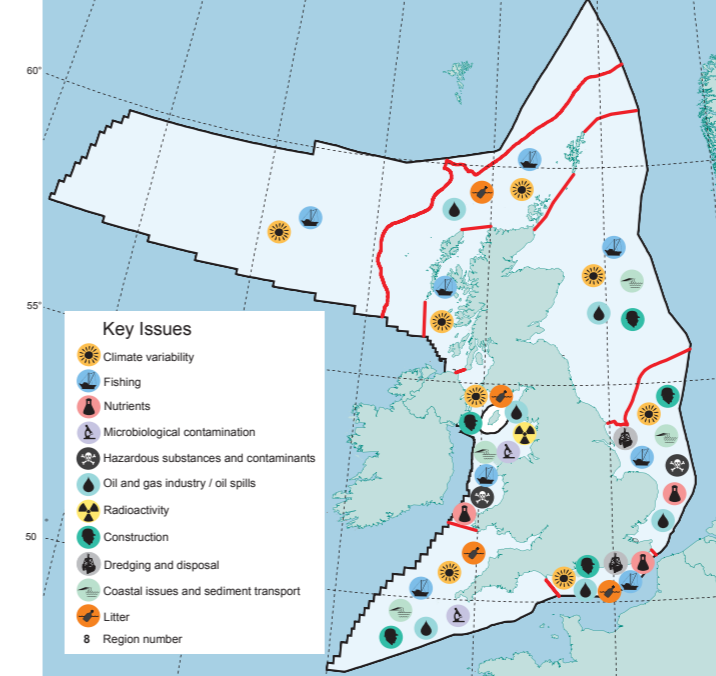 60°
55°
50
Key Issues
Climate variability
Fishing
Nutrients
Microbiological contamination
Hazardous substances and contaminants
Oil and gas industry / oil spills
Radioactivity
Construction
Dredging and disposal
Coastal issues and sediment transport
Litter
8 Region number